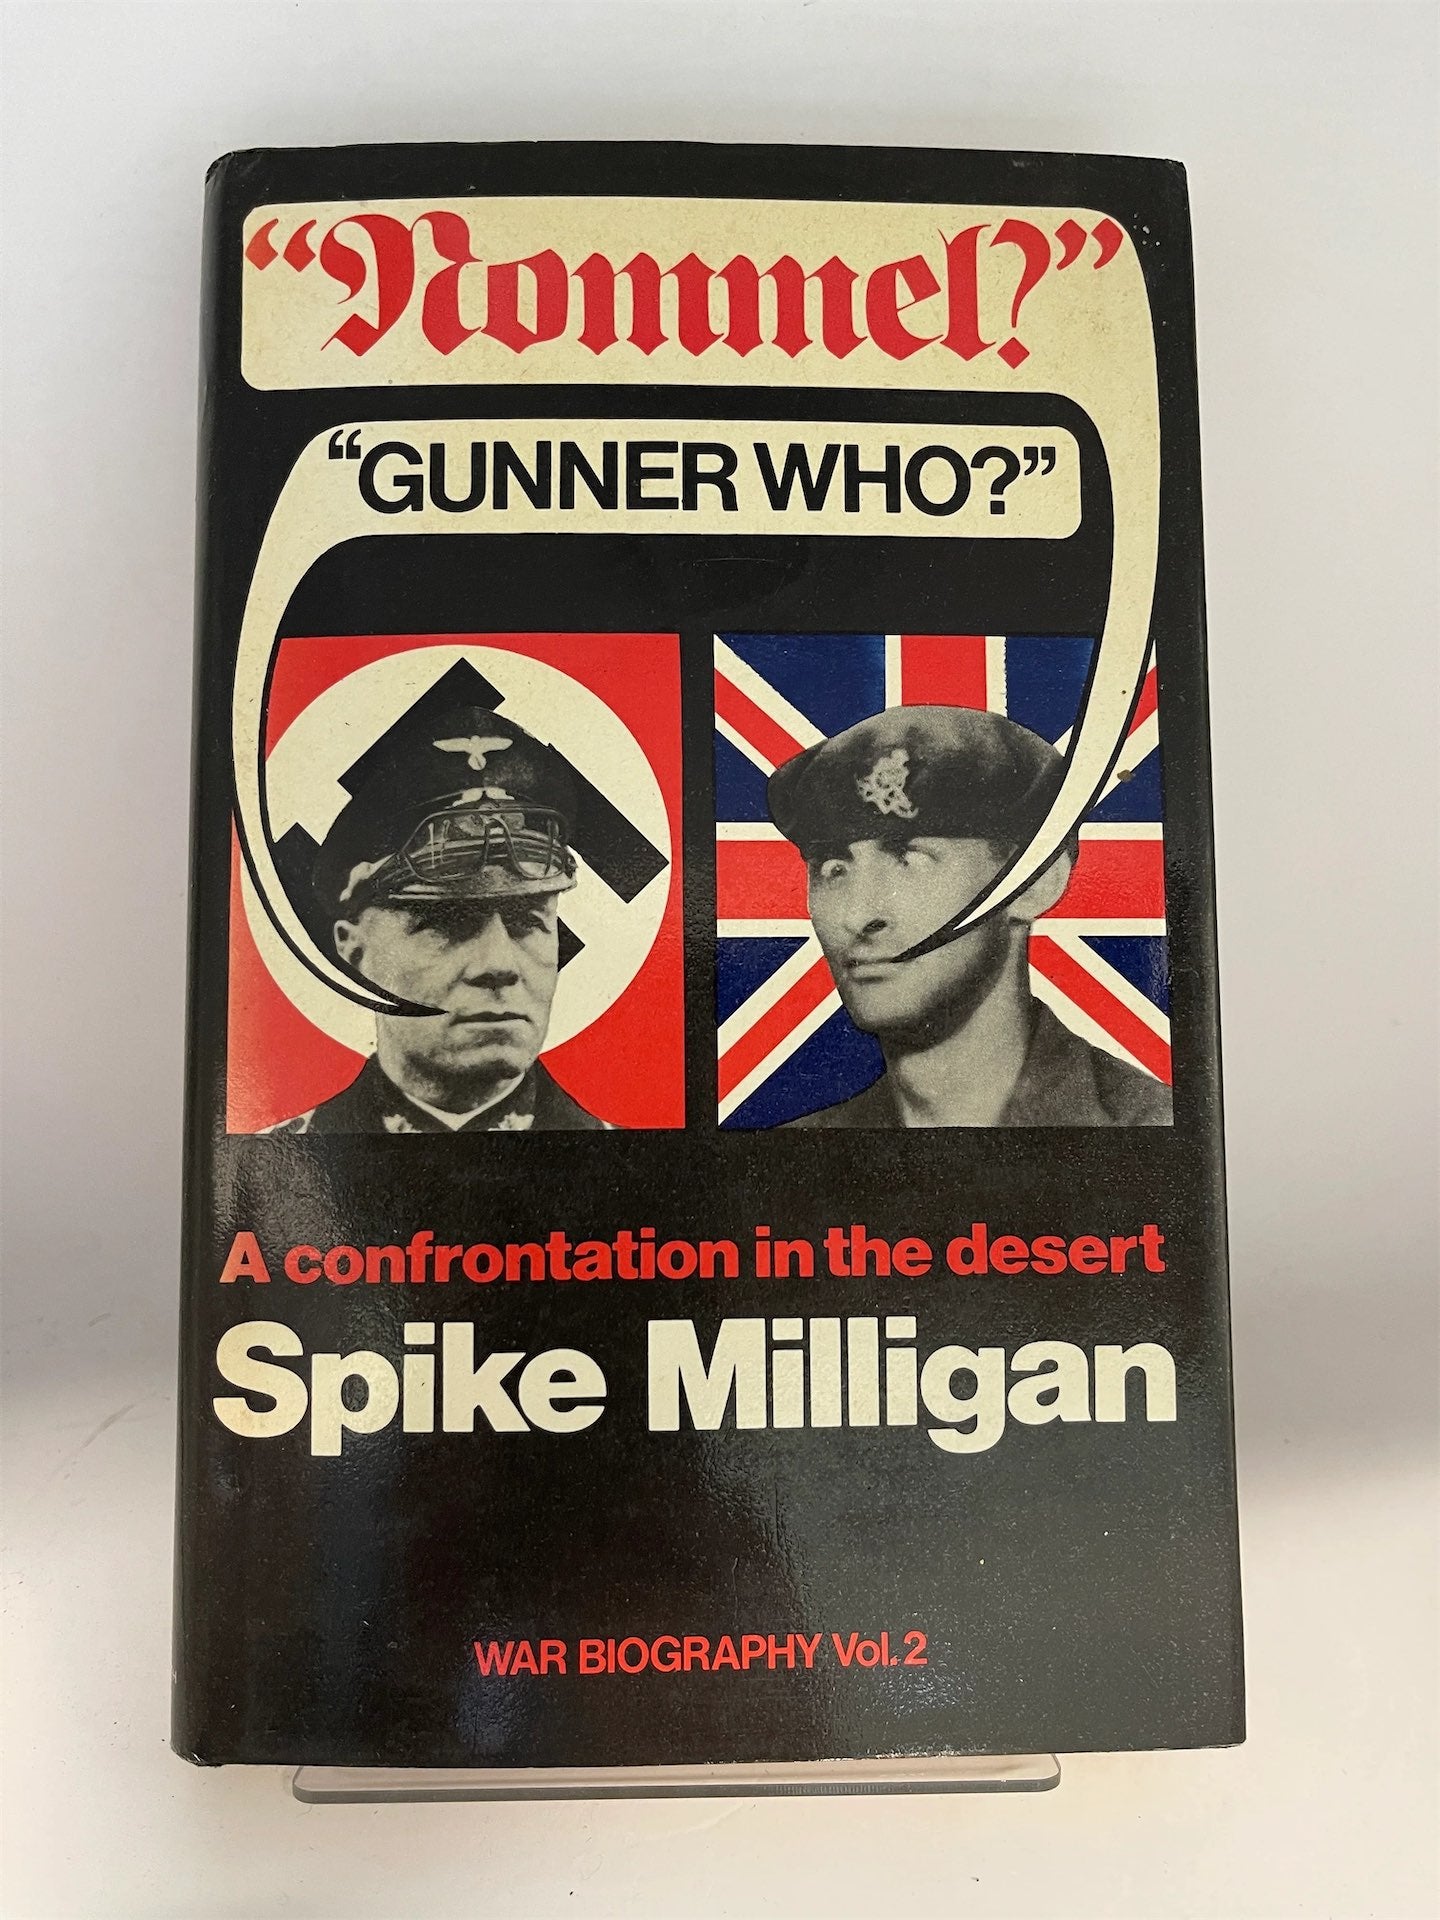 “Rommel?”
“GUNNER WHO?”
A confrontation in the desert
Spike Milligan
WAR BIOGRAPHY Vol. 2